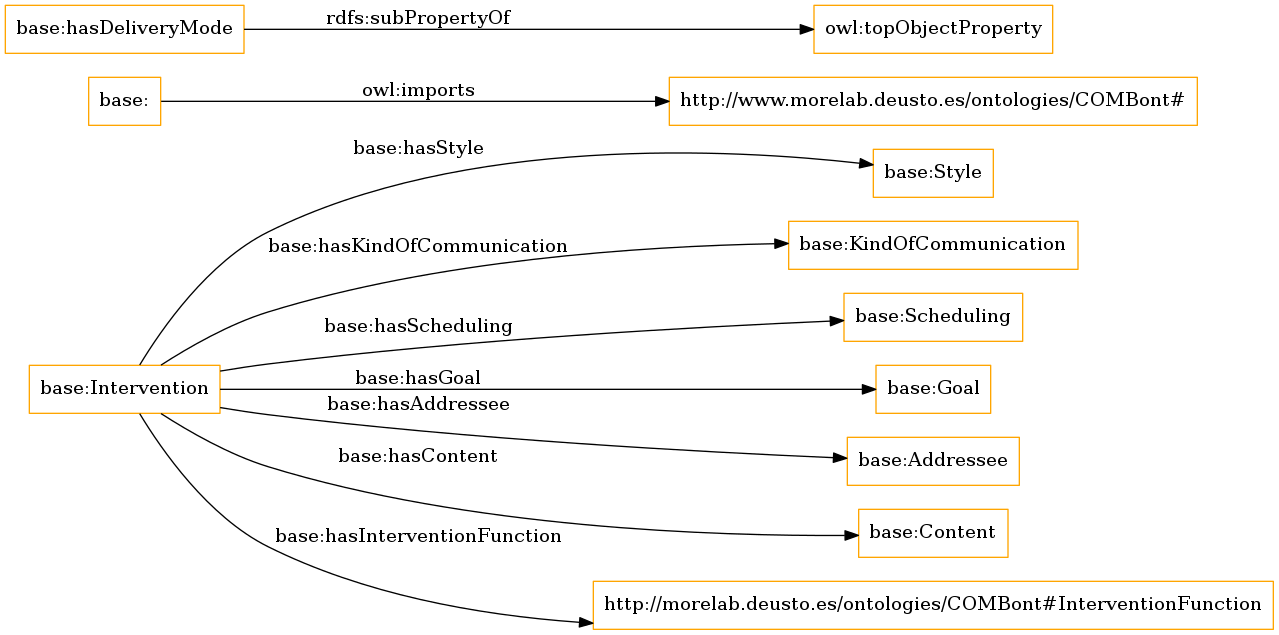 base:hasDeliveryMode
rdfs:subPropertyOf
owl:topObjectProperty
base:
owl:imports
http://www.morelab.deusto.es/ontologies/COMBont#
base:hasStyle
base:Style
base:hasKindOfCommunication
base:KindOfCommunication
base:hasScheduling
base:Scheduling
base:Intervention
base:hasGoal
base:Goal
base:hasAddressee
base:Addressee
base:hasContent
base:Content
base:hasInterventionFunction
http://morelab.deusto.es/ontologies/COMBont#InterventionFunction